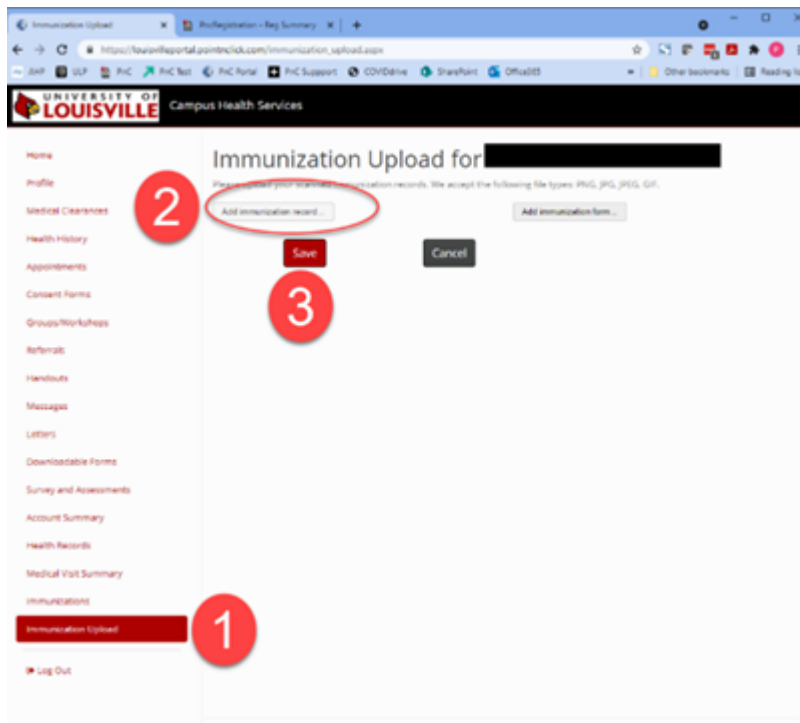 Immunization Upload
ProRegistration - Reg Summary
https://louisvilleportal.pointnclick.com/immunization_upload.aspx
AHP ULP PnC PnC Test PnC Portal PnC Suppport COVIDdrive SharePoint Office365 Other bookmarks Reading list
UNIVERSITY OF
LOUISVILLE
Campus Health Services
Immunization Upload for
Please upload your scanned immunization records. We accept the following file types: PNG, JPG, JPEG, GIF.
Add immunization record...
Add immunization form...
Save
Cancel
2
3
Home
Profile
Medical Clearances
Health History
Appointments
Consent Forms
Groups/Workshops
Referrals
Handouts
Messages
Letters
Downloadable Forms
Survey and Assessments
Account Summary
Health Records
Medical Visit Summary
Immunizations
Immunization Upload
1
Log Out